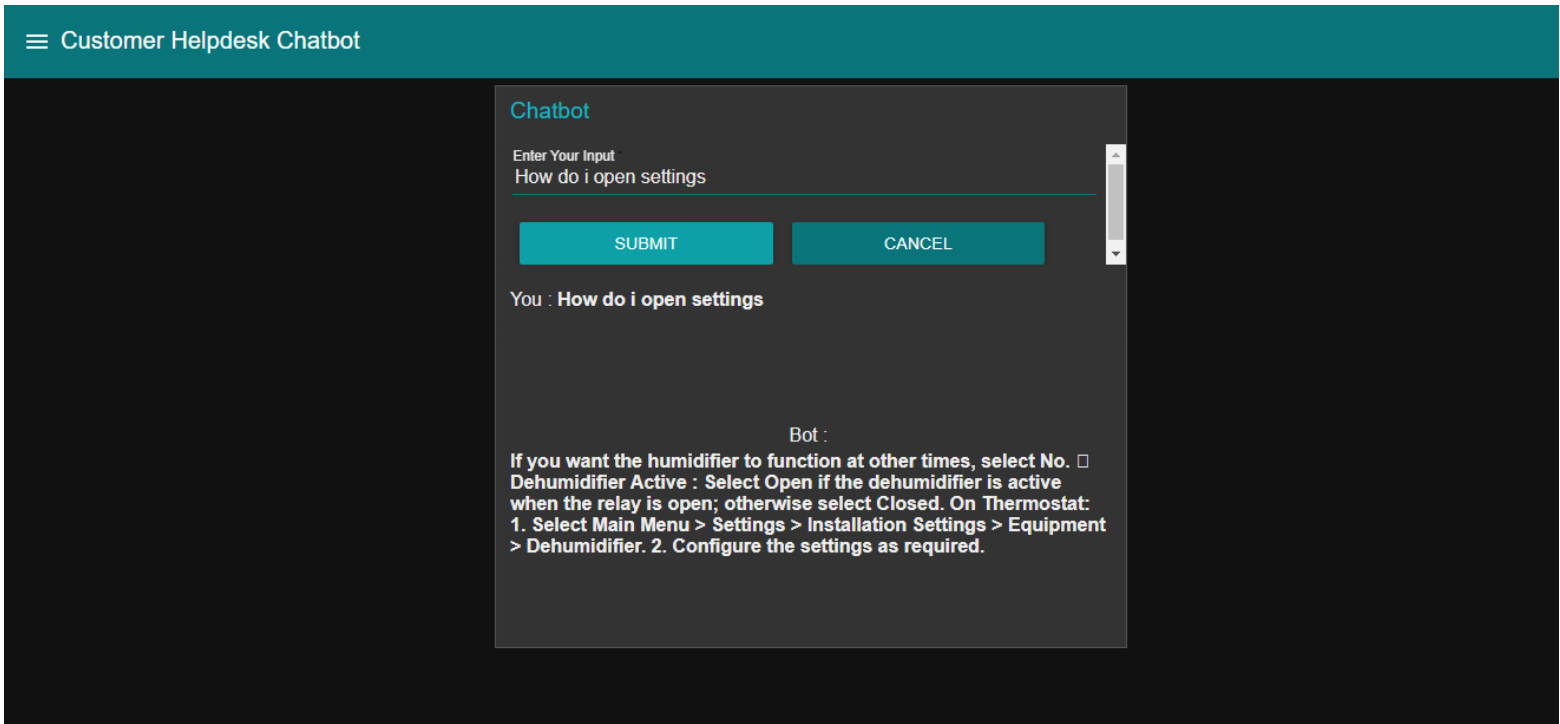 Customer Helpdesk Chatbot
Chatbot
Enter Your Input
How do i open settings
SUBMIT
CANCEL
You : How do i open settings
Bot :
If you want the humidifier to function at other times, select No. 
Dehumidifier Active : Select Open if the dehumidifier is active
when the relay is open; otherwise select Closed. On Thermostat:
1. Select Main Menu > Settings > Installation Settings > Equipment
> Dehumidifier. 2. Configure the settings as required.